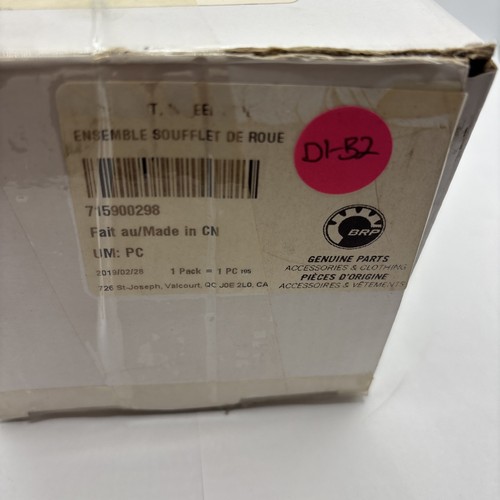 ENSEMBLE SOUFFLET DE ROUE
D1-B2
715900298
Fait au/Made in CN
UM: PC
2019/02/28 1 Pack = 1 PC
726 St-Joseph, Valcourt, QC J0E 2L0, CA
BRP
GENUINE PARTS
ACCESSORIES & CLOTHING
PIÈCES D'ORIGINE
ACCESSOIRES & VÊTEMENTS